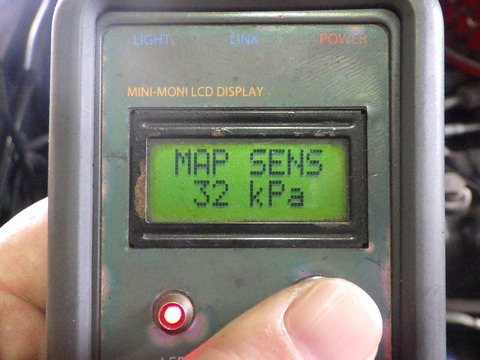 LIGHT LINK POWER
MINI-MONI LCD DISPLAY
MAP SENS
32 kPa